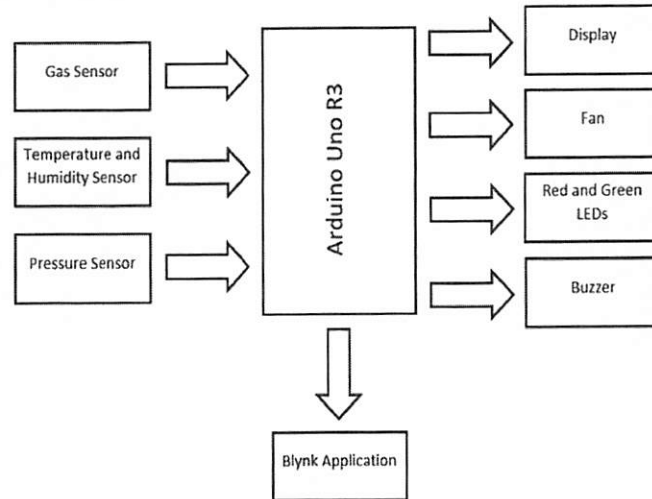 Gas Sensor
Temperature and
Humidity Sensor
Pressure Sensor
Arduino Uno R3
Display
Fan
Red and Green
LEDs
Buzzer
Blynk Application